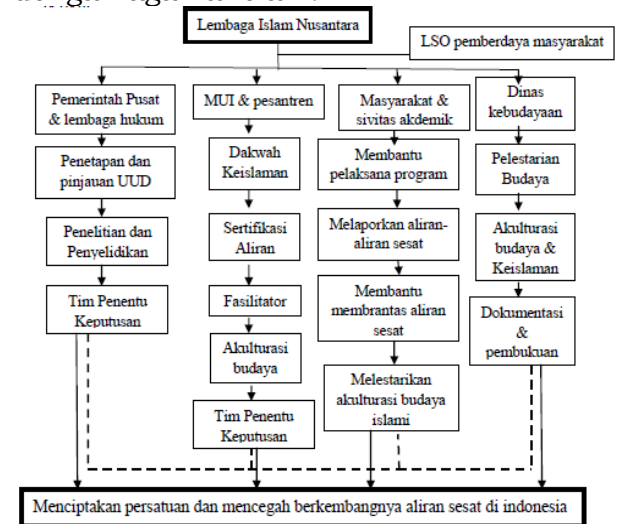 Lembaga Islam Nusantara
LSO pemberdaya masyarakat
Pemerintah Pusat
& lembaga hukum
Penetapan dan
pinjauan UUD
Penelitian dan
Penyelidikan
Tim Penentu
Keputusan
MUI & pesantren
Dakwah
Keislaman
Sertifikasi
Aliran
Fasilitator
Akulturasi
budaya
Tim Penentu
Keputusan
Masyarakat &
sivitas akdemik
Membantu
pelaksana program
Melaporkan aliran-
aliran sesat
Membantu
membrantas aliran
sesat
Melestarikan
akulturasi budaya
islami
Dinas
kebudayaan
Pelestarian
Budaya
Akulturasi
budaya &
Keislaman
Dokumentasi
&
pembukuan
Menciptakan persatuan dan mencegah berkembangnya aliran sesat di indonesia